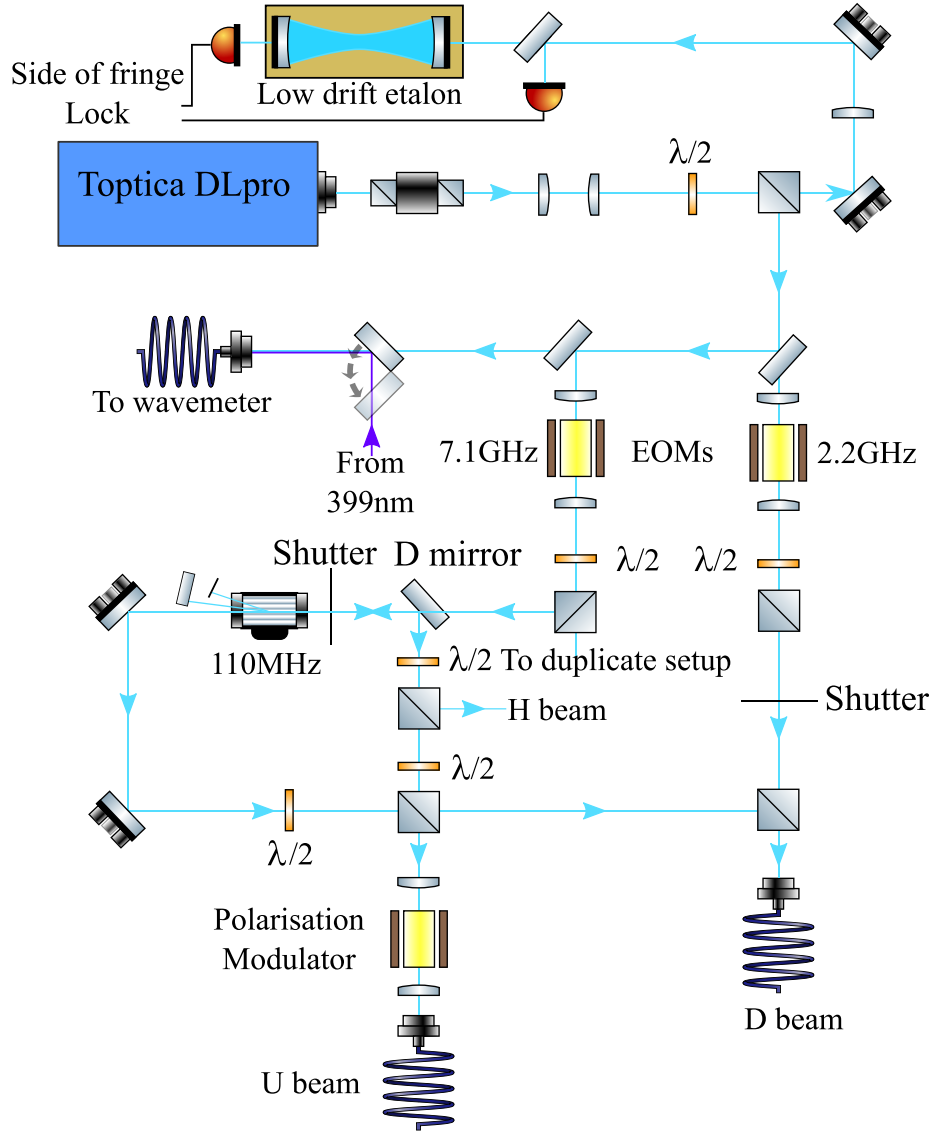 Side of fringe
Lock
Low drift etalon
Toptica DLpro
λ/2
To wavemeter
From
399nm
7.1GHz
EOMs
2.2GHz
λ/2
λ/2
Shutter
D mirror
110MHz
λ/2 To duplicate setup
H beam
Shutter
λ/2
λ/2
Polarisation
Modulator
D beam
U beam